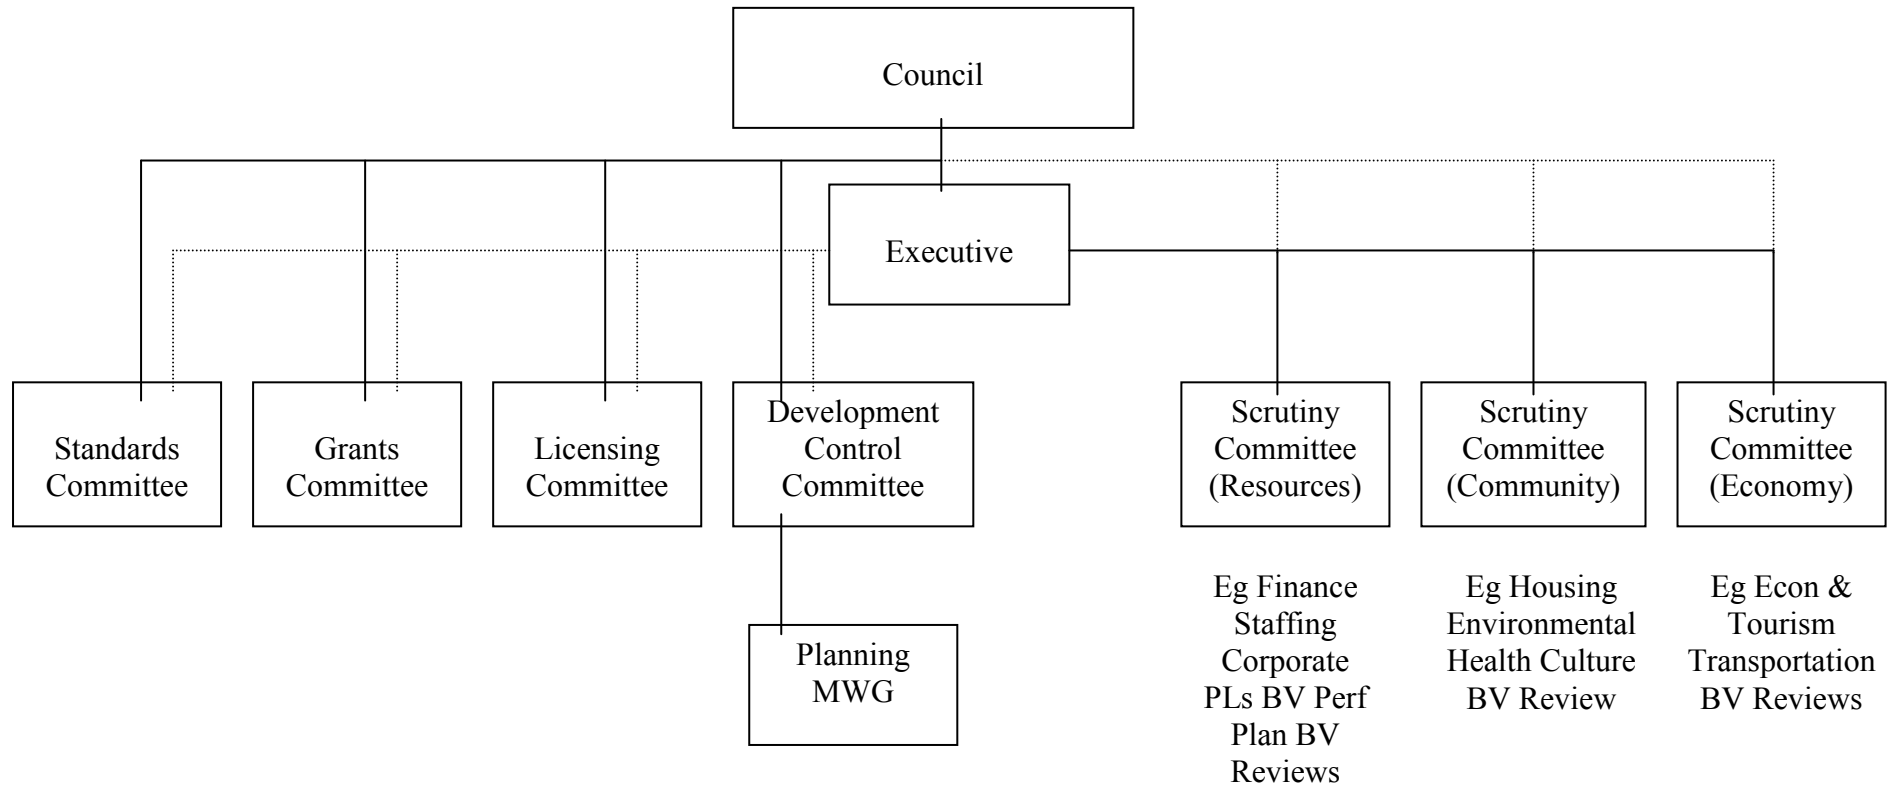 Council
Executive
Standards
Committee
Grants
Committee
Licensing
Committee
Development
Control
Committee
Scrutiny
Committee
(Resources)
Scrutiny
Committee
(Community)
Scrutiny
Committee
(Economy)
Planning
MWG
Eg Finance
Staffing
Corporate
PLs BV Perf
Plan BV
Reviews
Eg Housing
Environmental
Health Culture
BV Review
Eg Econ &
Tourism
Transportation
BV Reviews